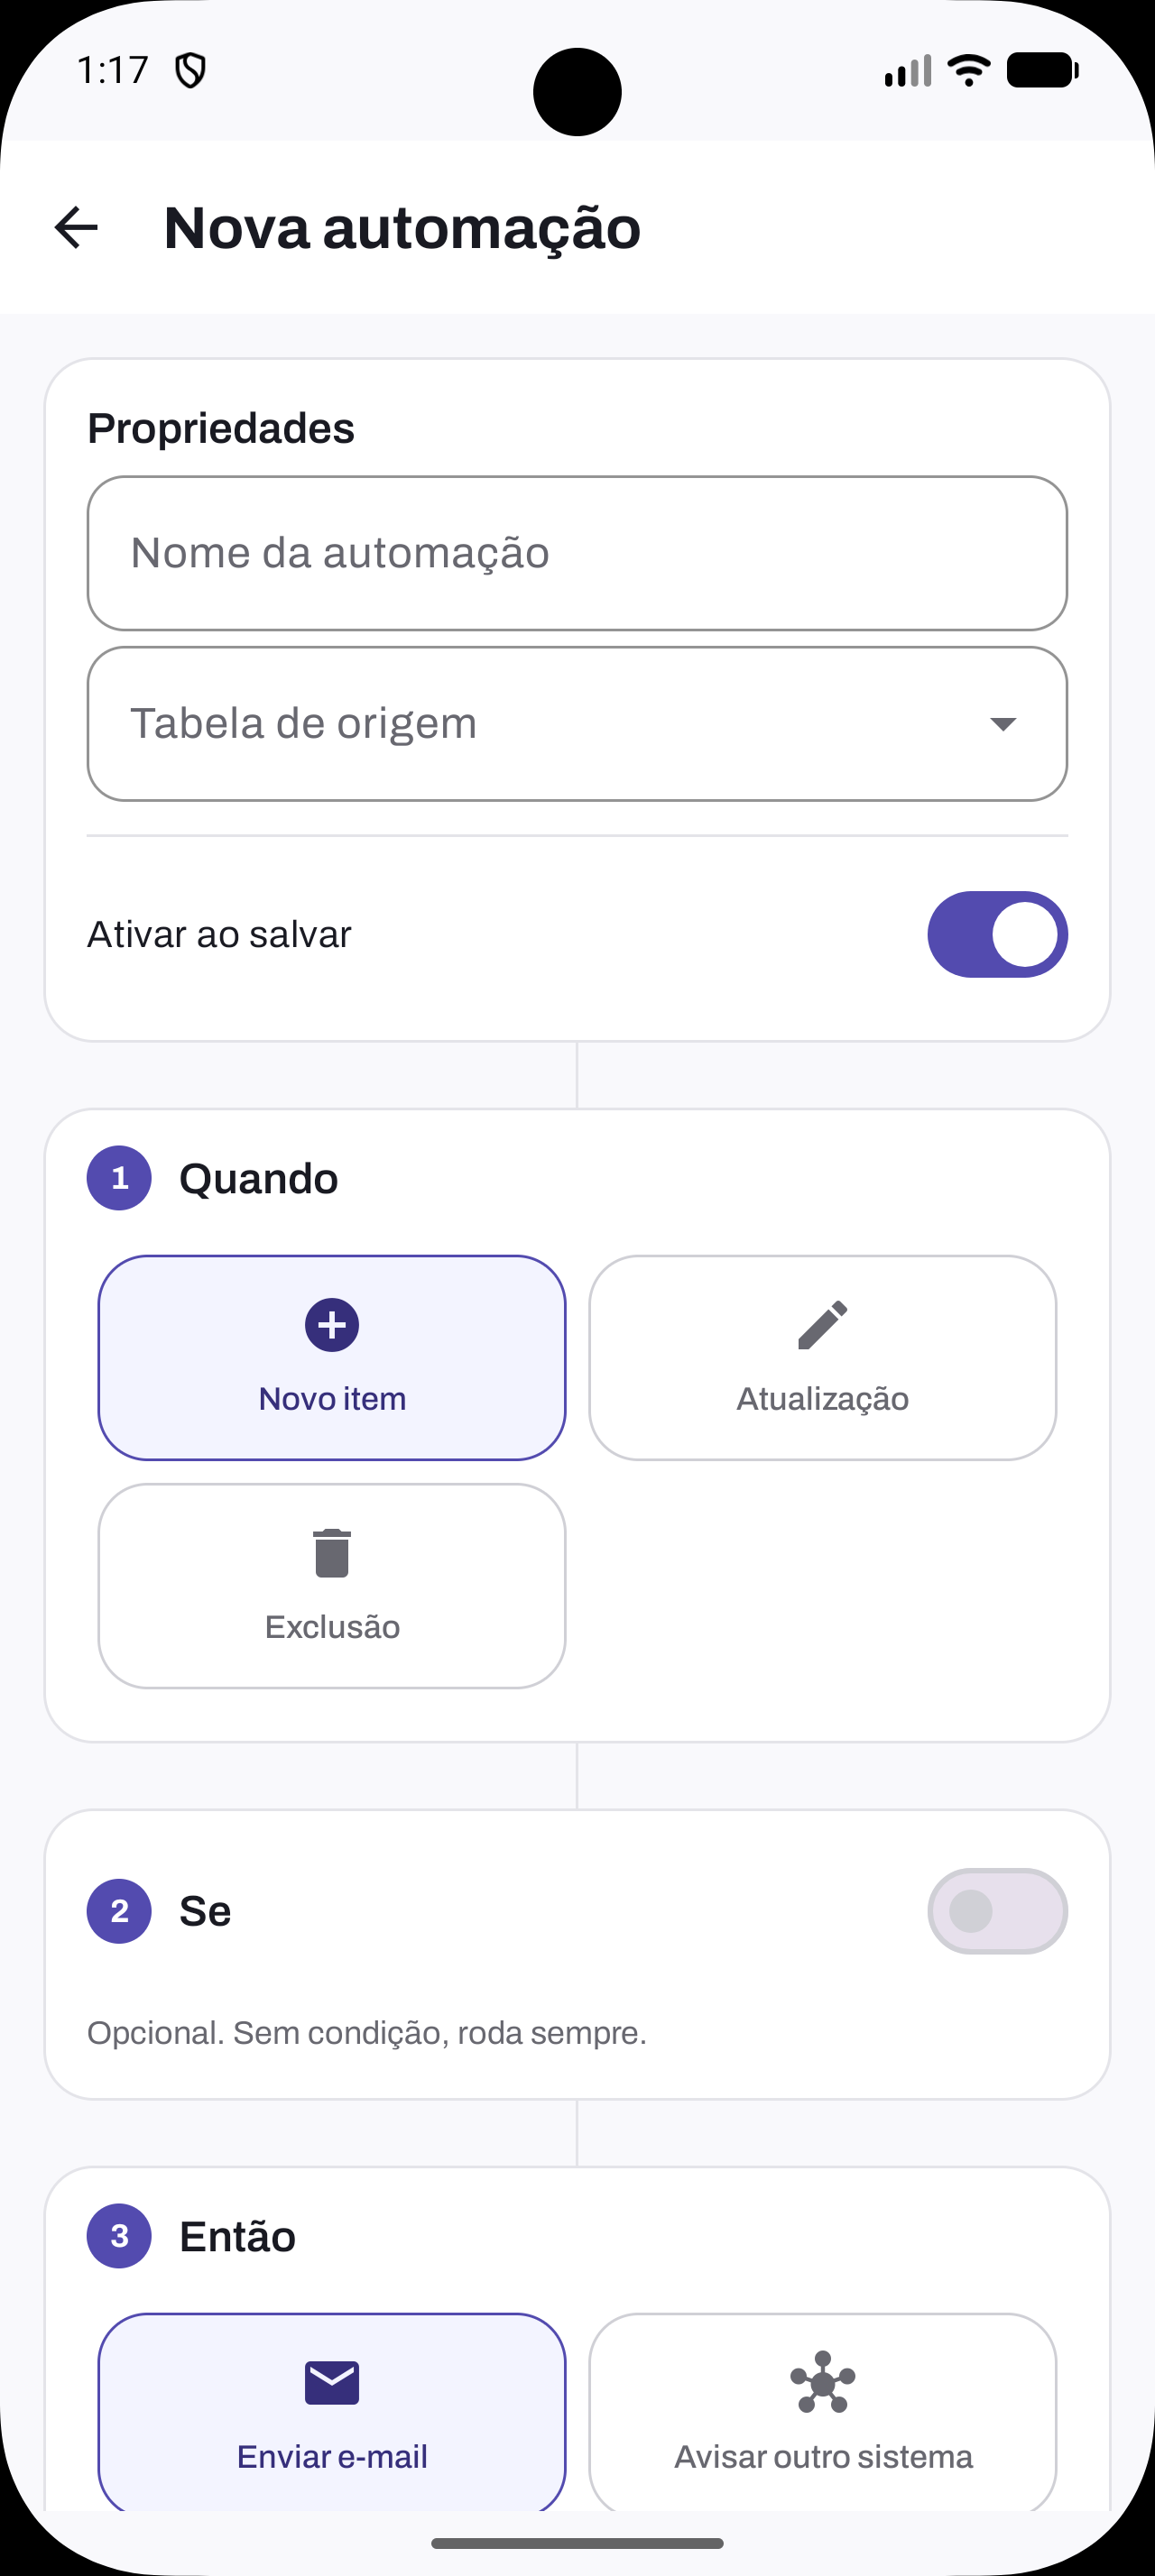 1:17
Nova automação
Propriedades
Nome da automação
Tabela de origem
Ativar ao salvar
1 Quando
Novo item
Atualização
Exclusão
2 Se
Opcional. Sem condição, roda sempre.
3 Então
Enviar e-mail
Avisar outro sistema